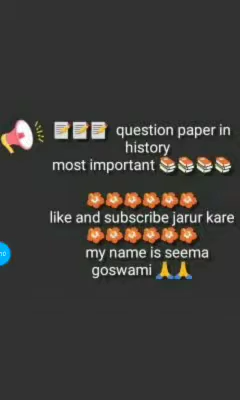 📝📝📝 question paper in
history
most important 📚📚📚📚
🌺🌺🌺🌺🌺🌺
like and subscribe jarur kare
🌺🌺🌺🌺🌺🌺
my name is seema
goswami 🙏🙏